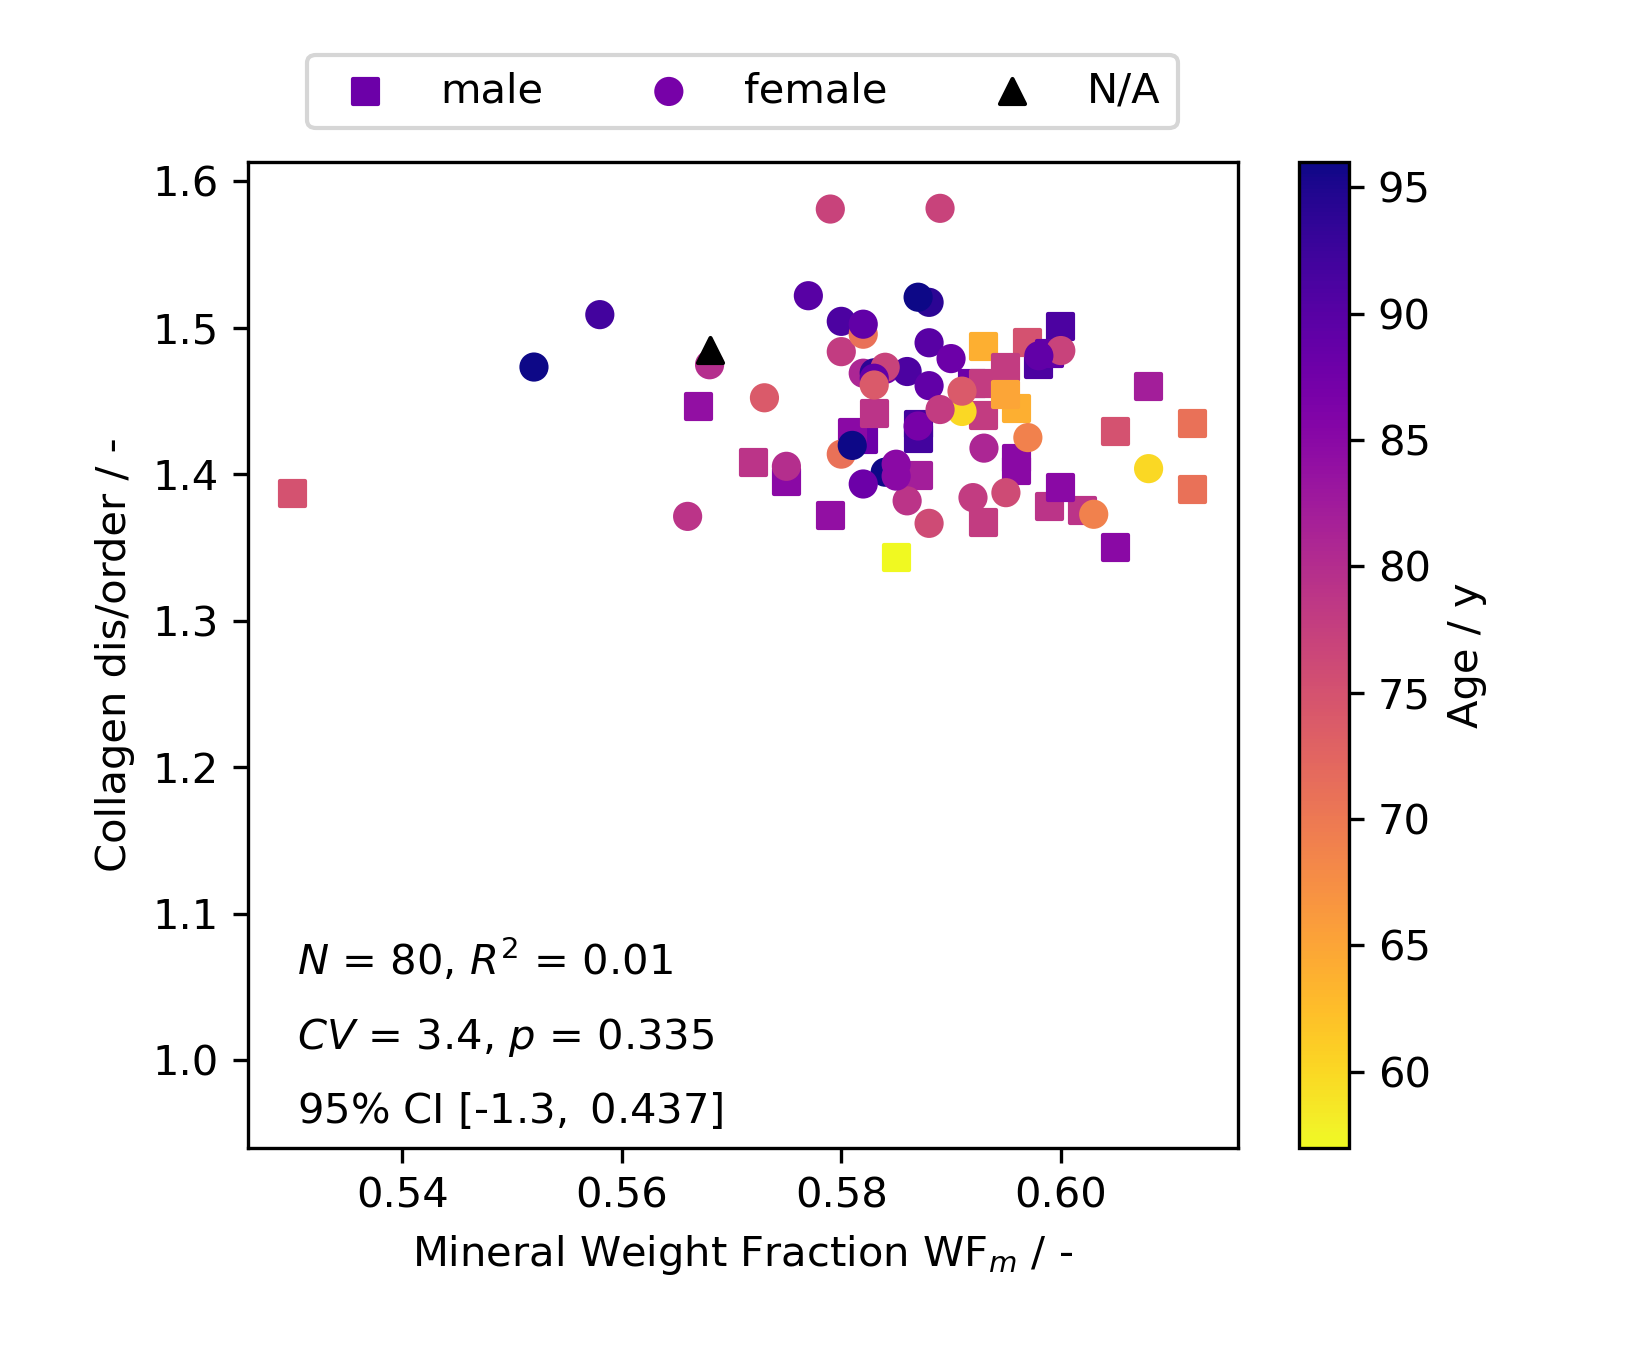 male female N/A
1.6
1.5
1.4
1.3
1.2
1.1
1.0
Collagen dis/order / -
N = 80, R² = 0.01
CV = 3.4, p = 0.335
95% CI [-1.3, 0.437]
0.54 0.56 0.58 0.60
Mineral Weight Fraction WFₘ / -
95
90
85
80
75
70
65
60
Age / y